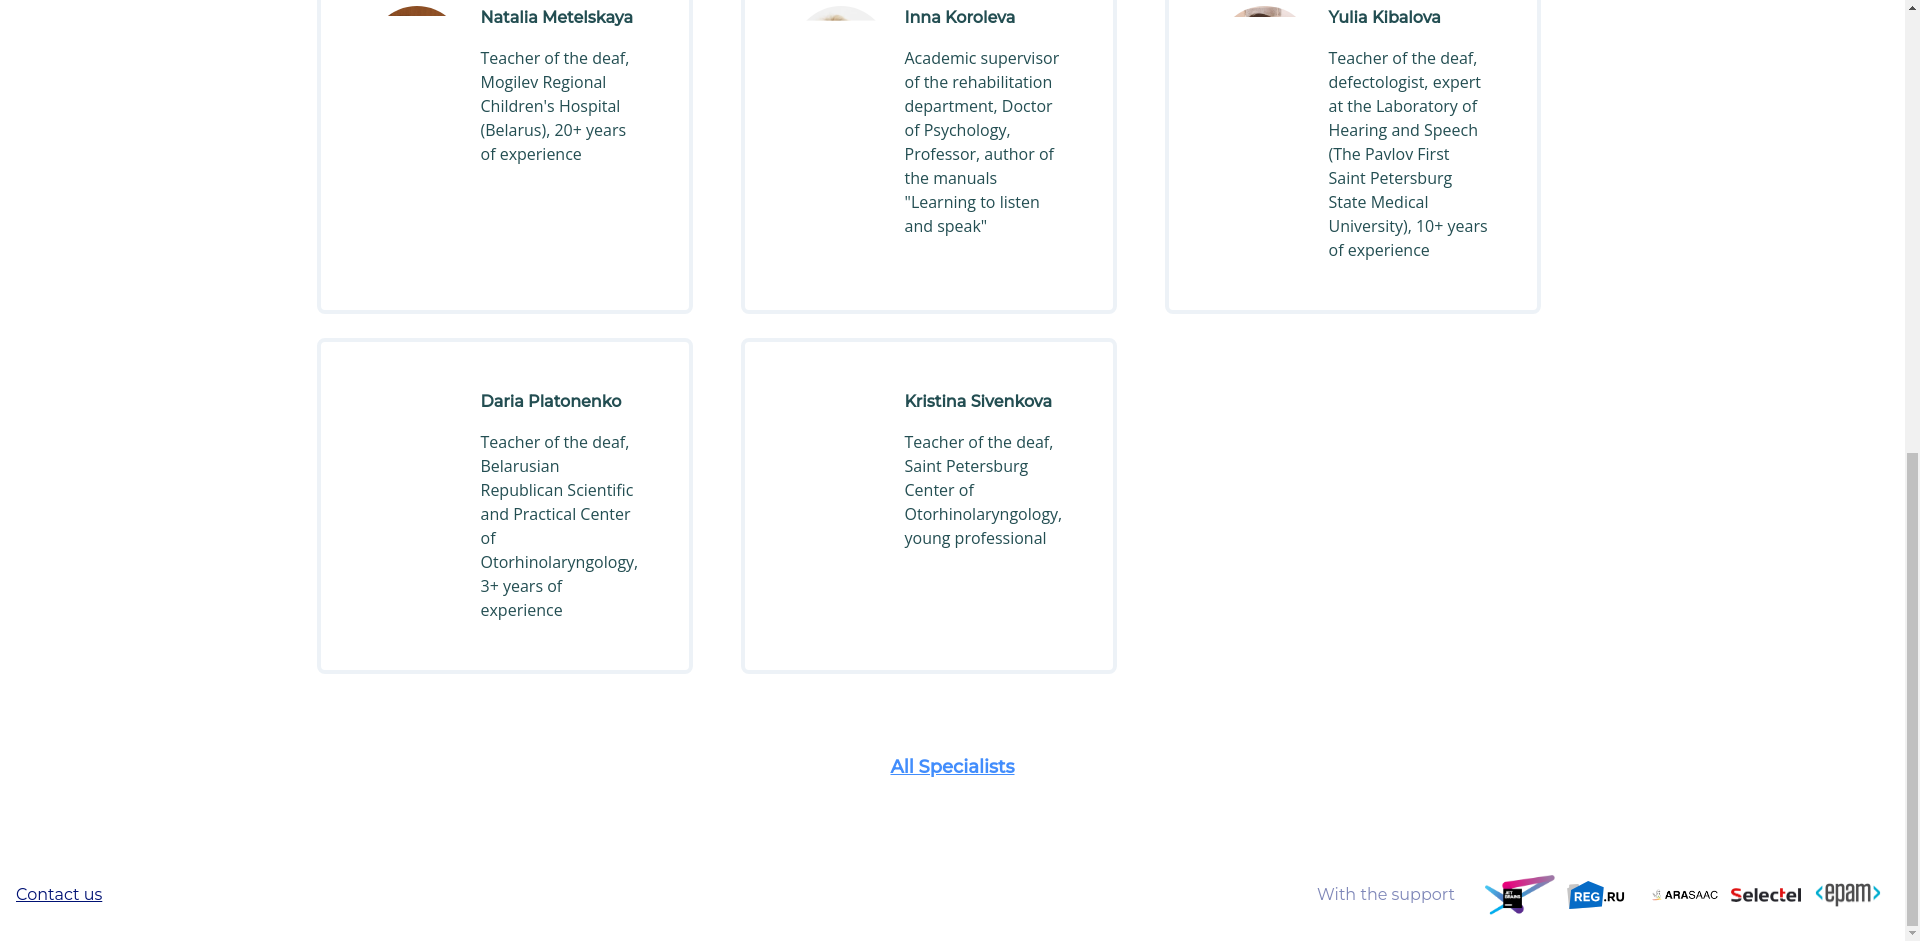 Natalia Metelskaya
Teacher of the deaf,
Mogilev Regional
Children's Hospital
(Belarus), 20+ years
of experience
Inna Koroleva
Academic supervisor
of the rehabilitation
department, Doctor
of Psychology,
Professor, author of
the manuals
"Learning to listen
and speak"
Yulia Kibalova
Teacher of the deaf,
defectologist, expert
at the Laboratory of
Hearing and Speech
(The Pavlov First
Saint Petersburg
State Medical
University), 10+ years
of experience
Daria Platonenko
Teacher of the deaf,
Belarusian
Republican Scientific
and Practical Center
of
Otorhinolaryngology,
3+ years of
experience
Kristina Sivenkova
Teacher of the deaf,
Saint Petersburg
Center of
Otorhinolaryngology,
young professional
All Specialists
Contact us
With the support
JET
BRAINS
REG.RU
ARASAAC
Selectel
<epam>